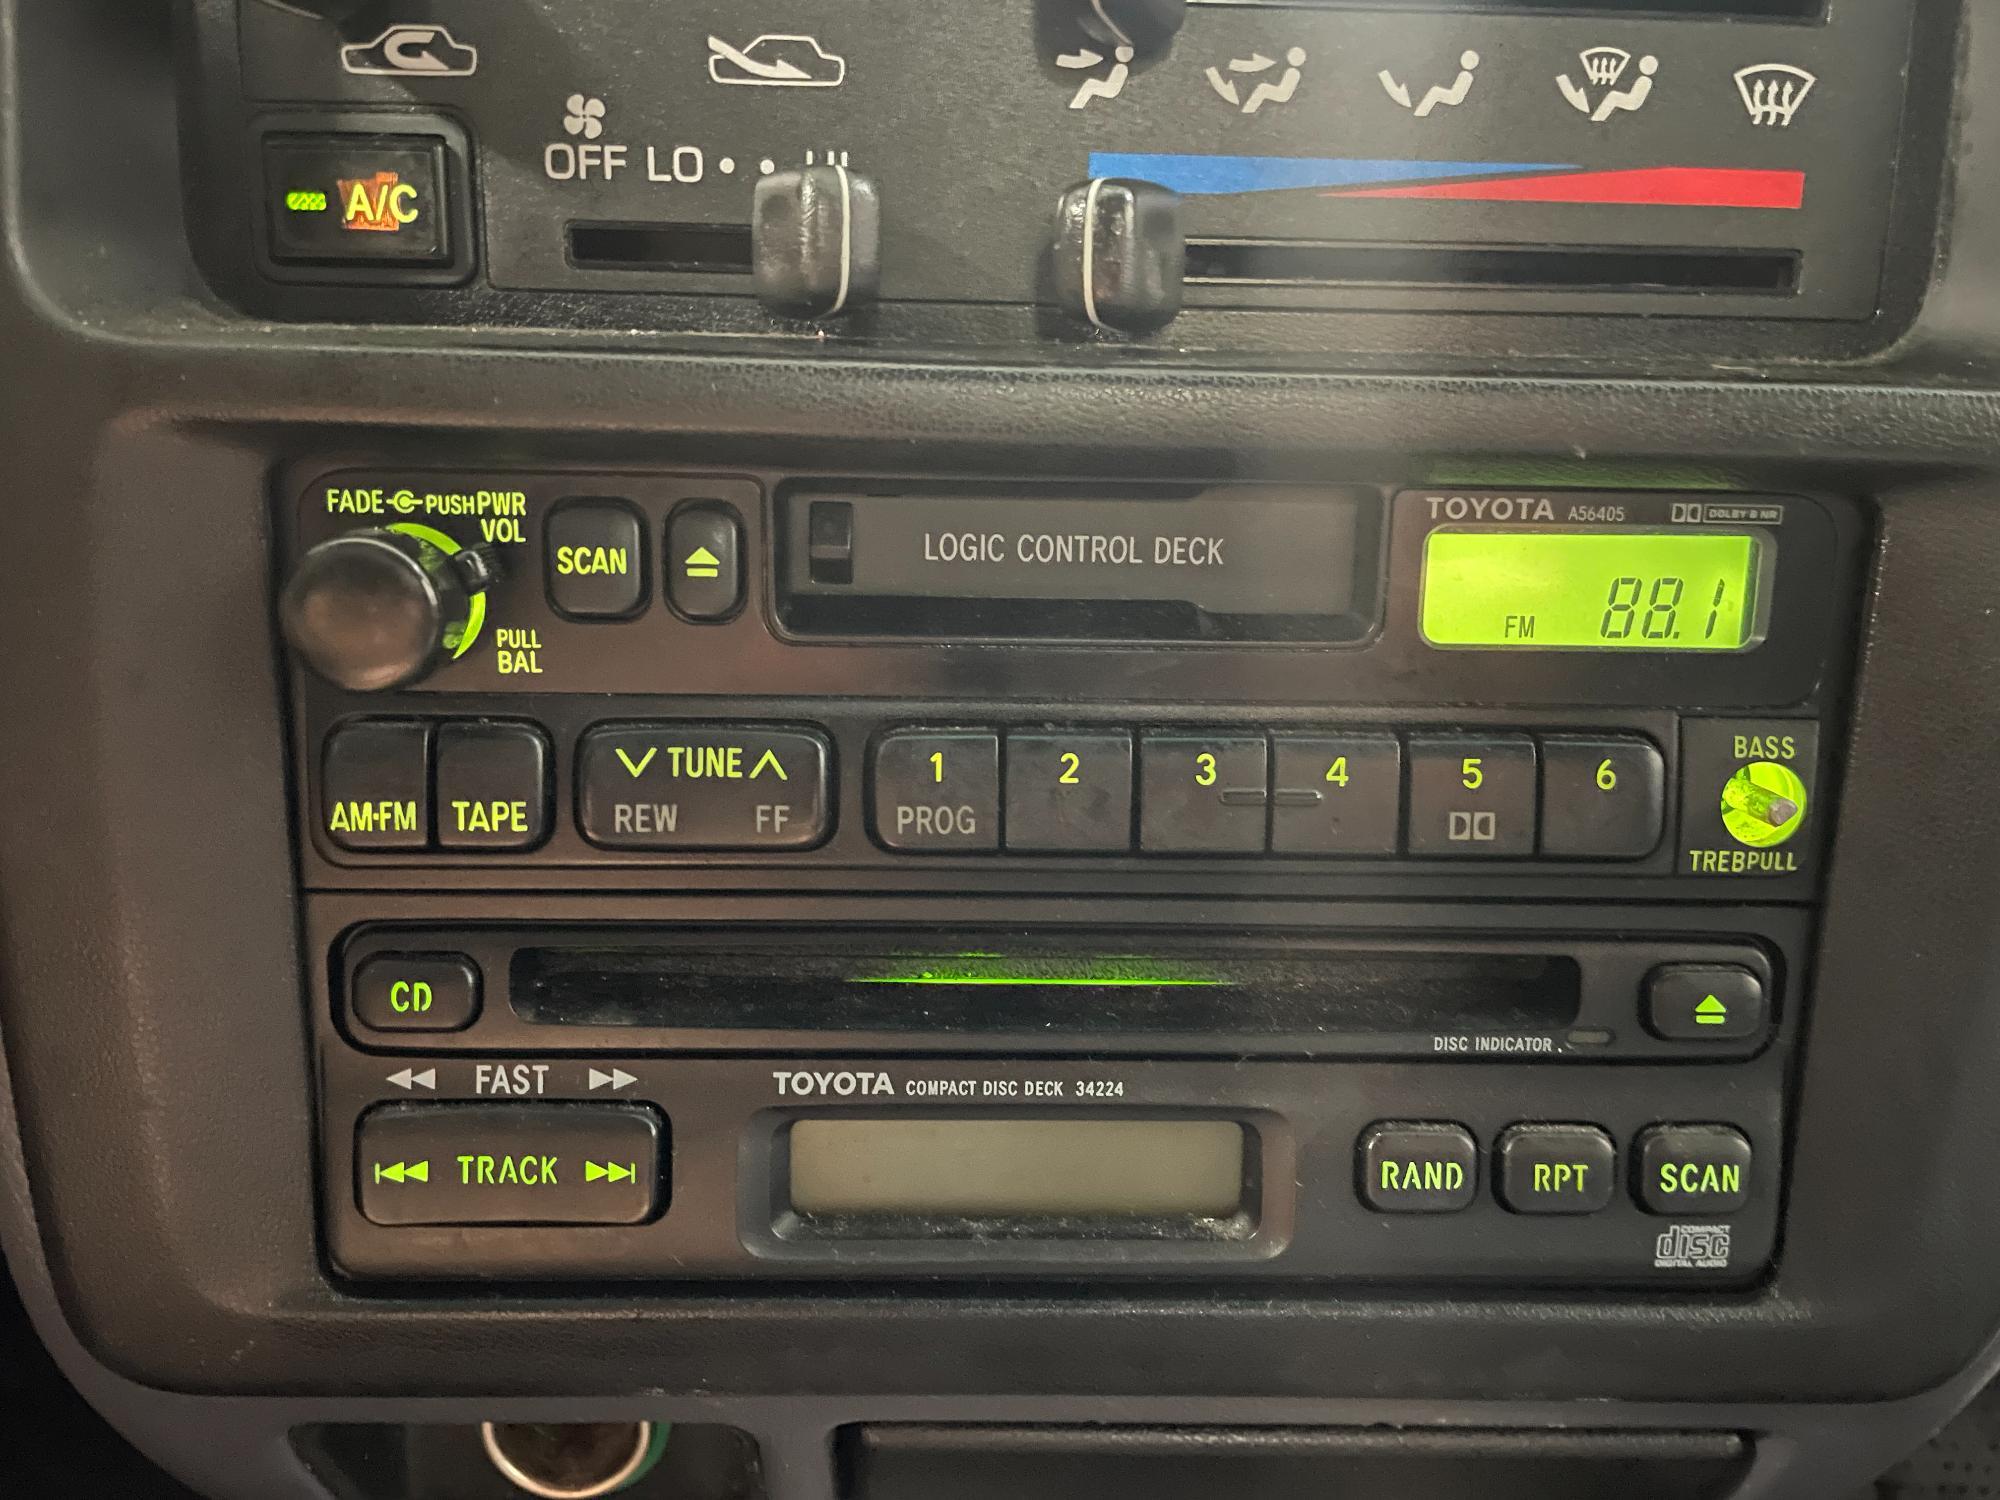 OFF LO
A/C
FADE PUSH PWR
VOL
PULL
BAL
SCAN
LOGIC CONTROL DECK
TOYOTA A56405 DOLBY B NR
FM 88.1
AM·FM TAPE
TUNE
REW FF
1 2 3 4 5 6
PROG
BASS
TREBPULL
CD
DISC INDICATOR
FAST
TOYOTA COMPACT DISC DECK 34224
TRACK
RAND RPT SCAN
COMPACT
disc
DIGITAL AUDIO